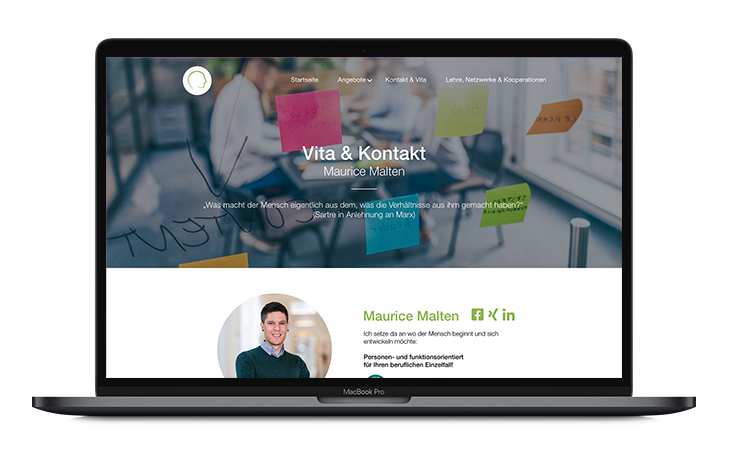 Startseite Angebote Kontakt & Vita Lehre, Netzwerke & Kooperationen
Vita & Kontakt
Maurice Malten
„Was macht der Mensch eigentlich aus dem, was die Verhältnisse aus ihm gemacht haben?“
(Sartre in Anlehnung an Marx)
Maurice Malten
Ich setze da an wo der Mensch beginnt und sich
entwickeln möchte:
Personen- und funktionsorientiert
für Ihren beruflichen Einzelfall!
MacBook Pro